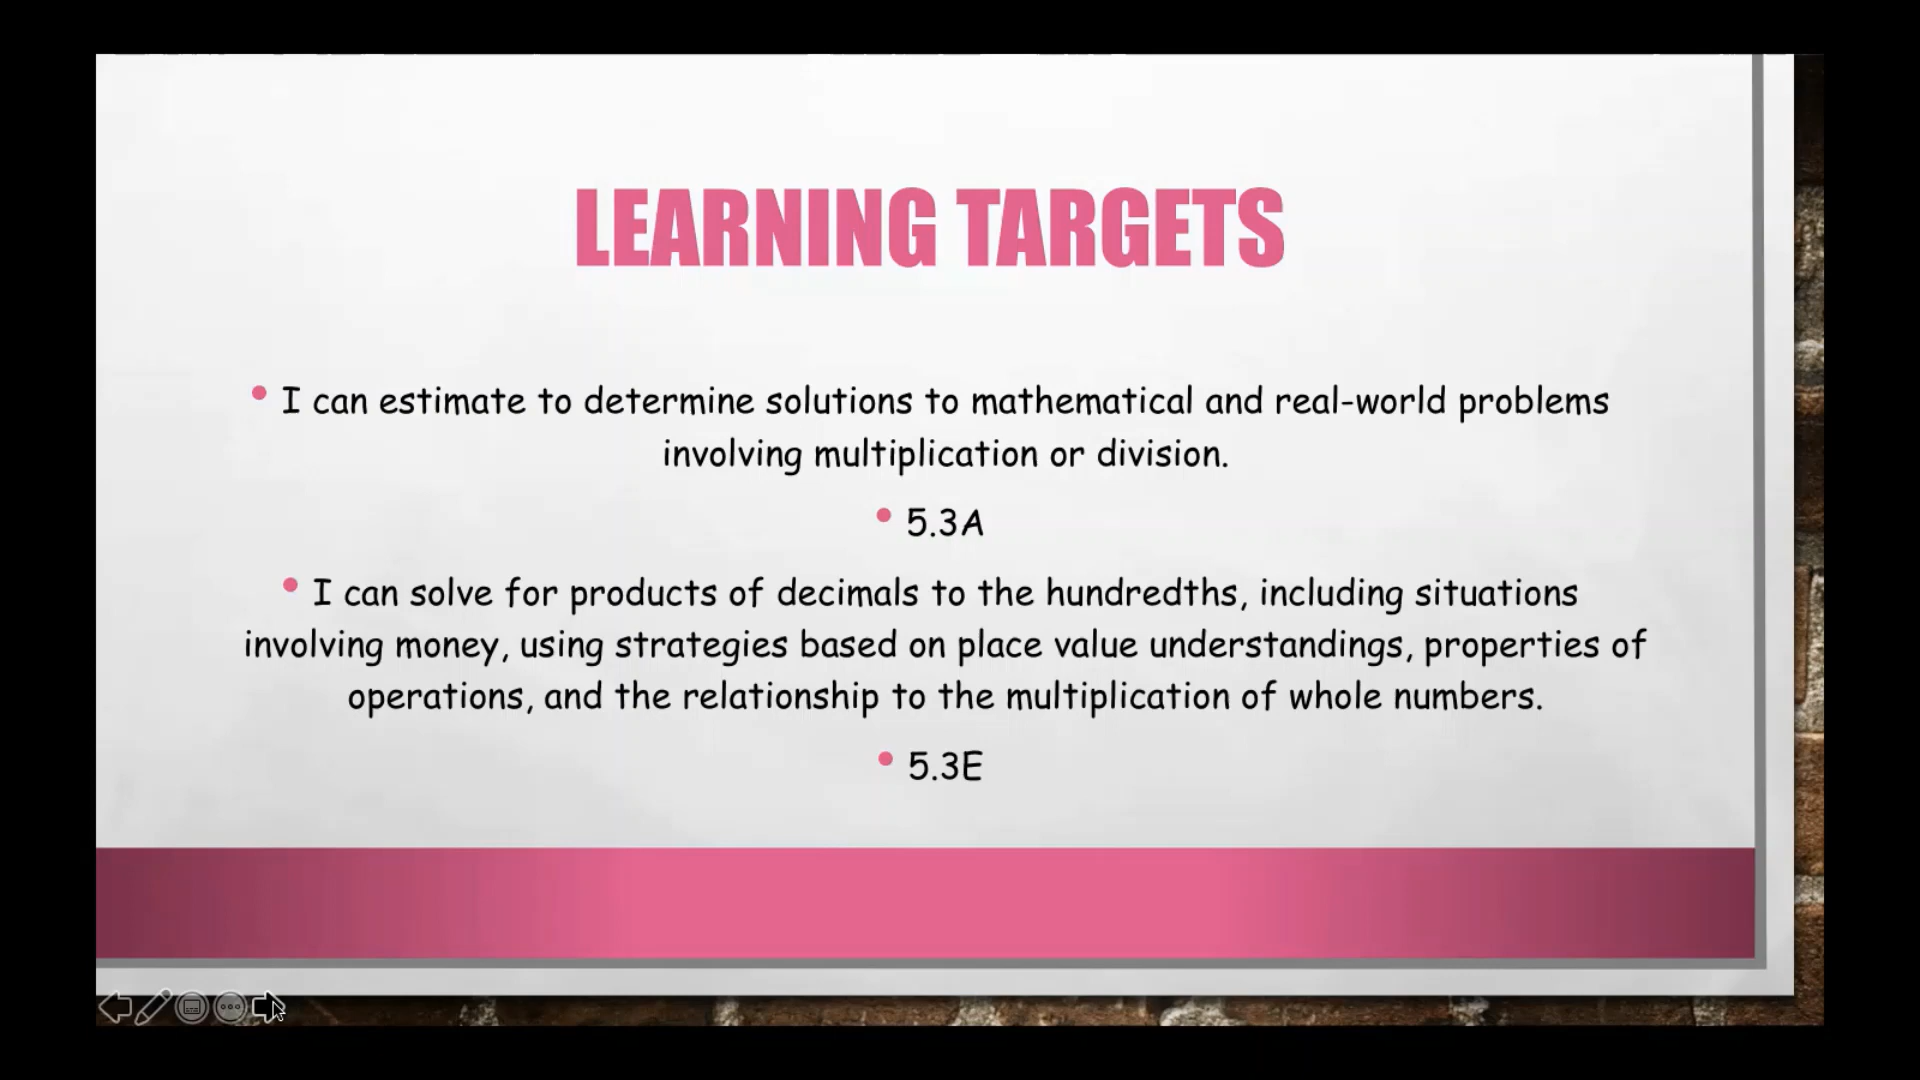 LEARNING TARGETS
• I can estimate to determine solutions to mathematical and real-world problems
involving multiplication or division.
• 5.3A
• I can solve for products of decimals to the hundredths, including situations
involving money, using strategies based on place value understandings, properties of
operations, and the relationship to the multiplication of whole numbers.
• 5.3E